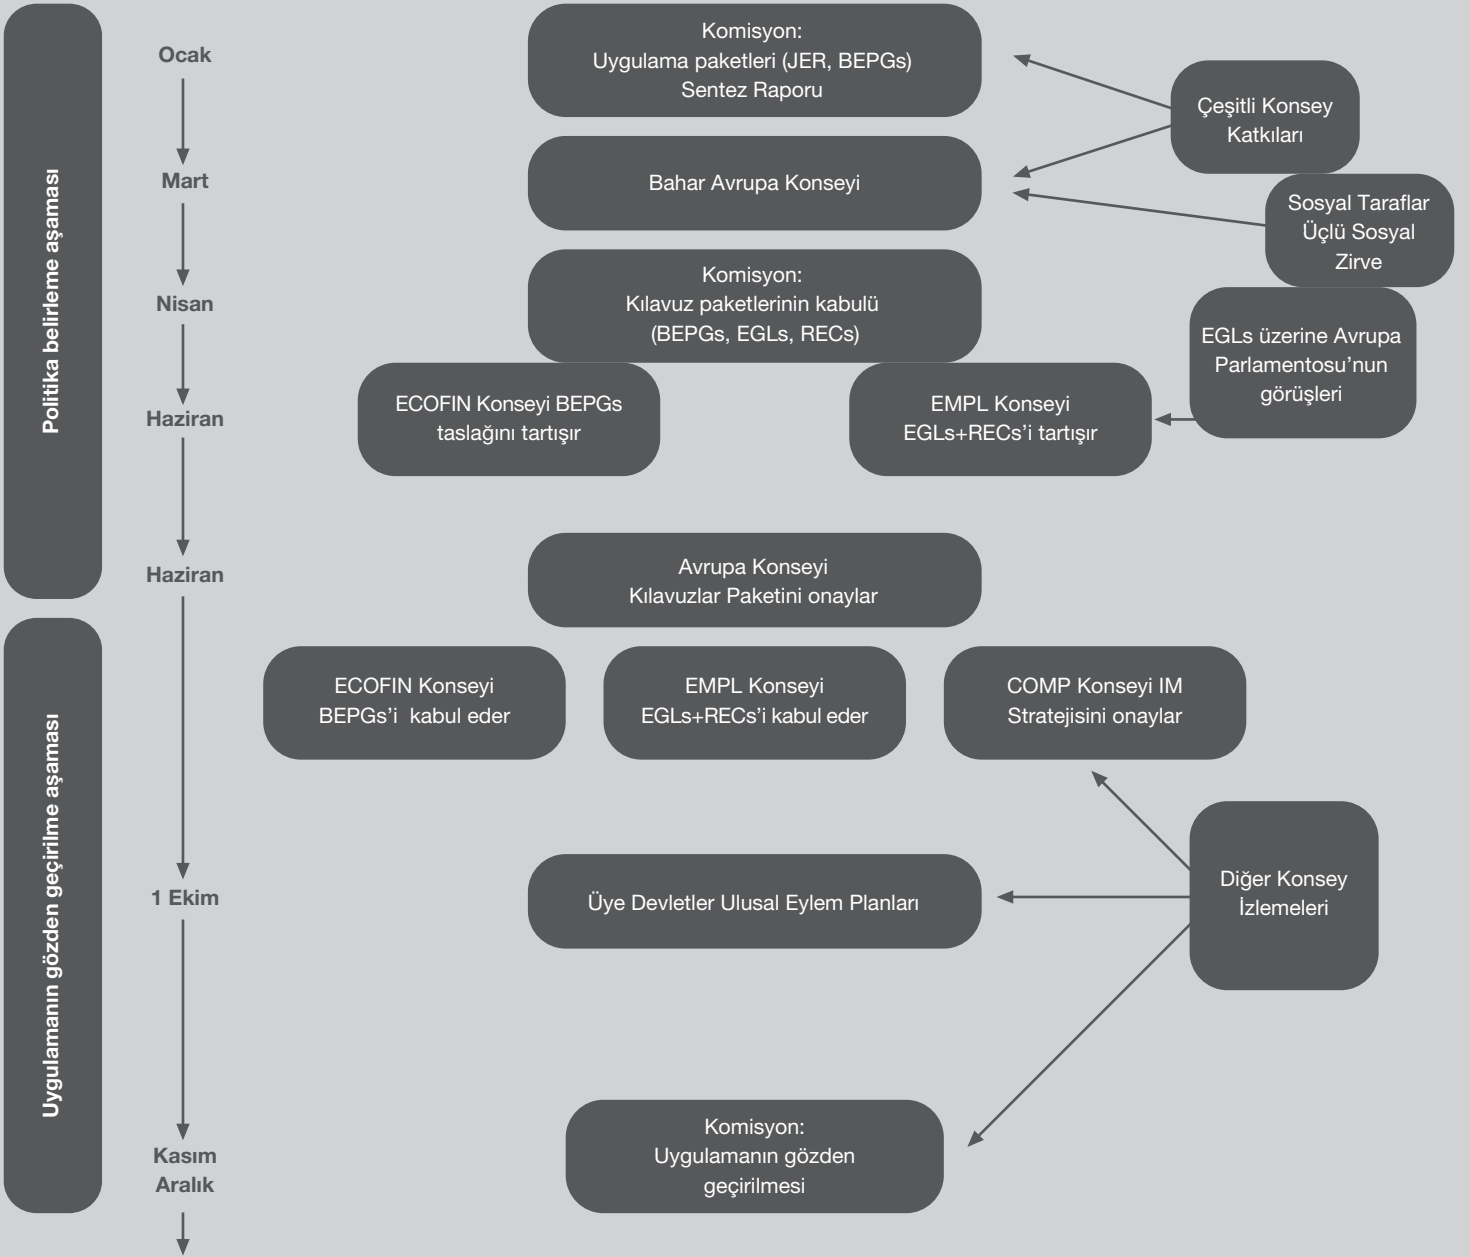 Politika belirleme aşaması
Ocak
Komisyon:
Uygulama paketleri (JER, BEPGs)
Sentez Raporu
Çeşitli Konsey
Katkıları
Mart
Bahar Avrupa Konseyi
Sosyal Taraflar
Üçlü Sosyal
Zirve
Nisan
Komisyon:
Kılavuz paketlerinin kabulü
(BEPGs, EGLs, RECs)
EGLs üzerine Avrupa
Parlamentosu’nun
görüşleri
Haziran
ECOFIN Konseyi BEPGs
taslağını tartışır
EMPL Konseyi
EGLs+RECs’i tartışır
Haziran
Avrupa Konseyi
Kılavuzlar Paketini onaylar
Uygulamanın gözden geçirilme aşaması
ECOFIN Konseyi
BEPGs’i kabul eder
EMPL Konseyi
EGLs+RECs’i kabul eder
COMP Konseyi IM
Stratejisini onaylar
1 Ekim
Üye Devletler Ulusal Eylem Planları
Diğer Konsey
İzlemeleri
Kasım
Aralık
Komisyon:
Uygulamanın gözden
geçirilmesi